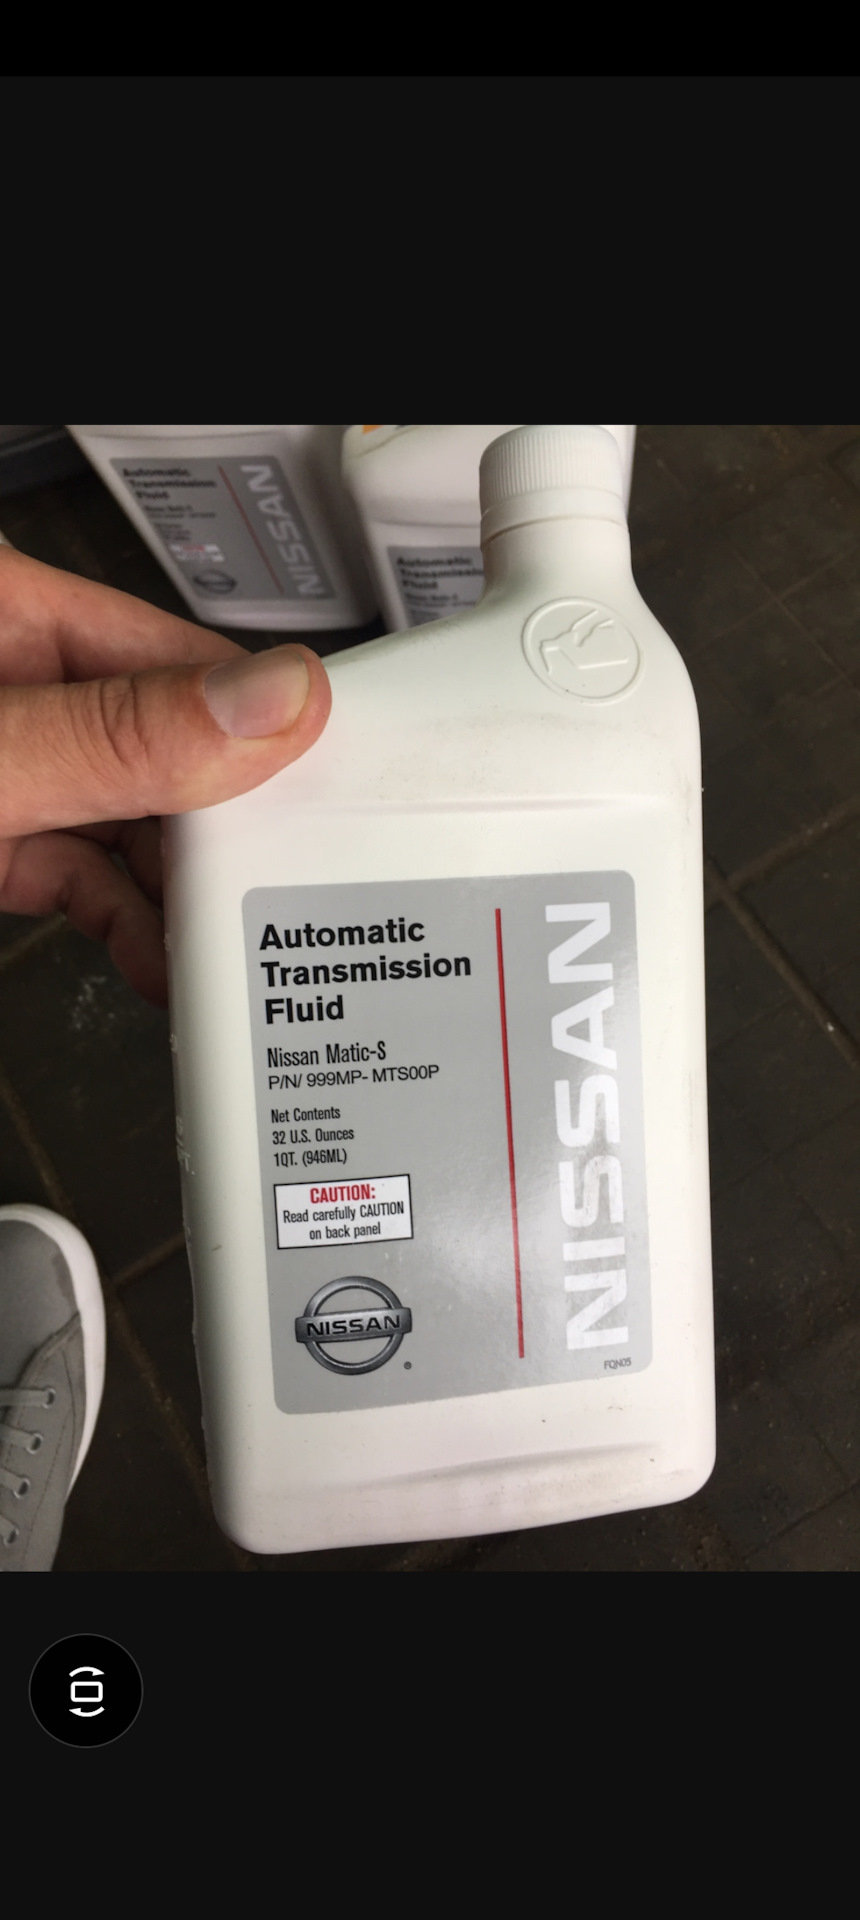 Automatic
Transmission
Fluid
NISSAN
Automatic
Transmission
Fluid
Automatic
Transmission
Fluid
Nissan Matic-S
P/N/ 999MP- MTS00P
Net Contents
32 U.S. Ounces
1QT. (946ML)
CAUTION:
Read carefully CAUTION
on back panel
NISSAN
®
NISSAN
FQN05